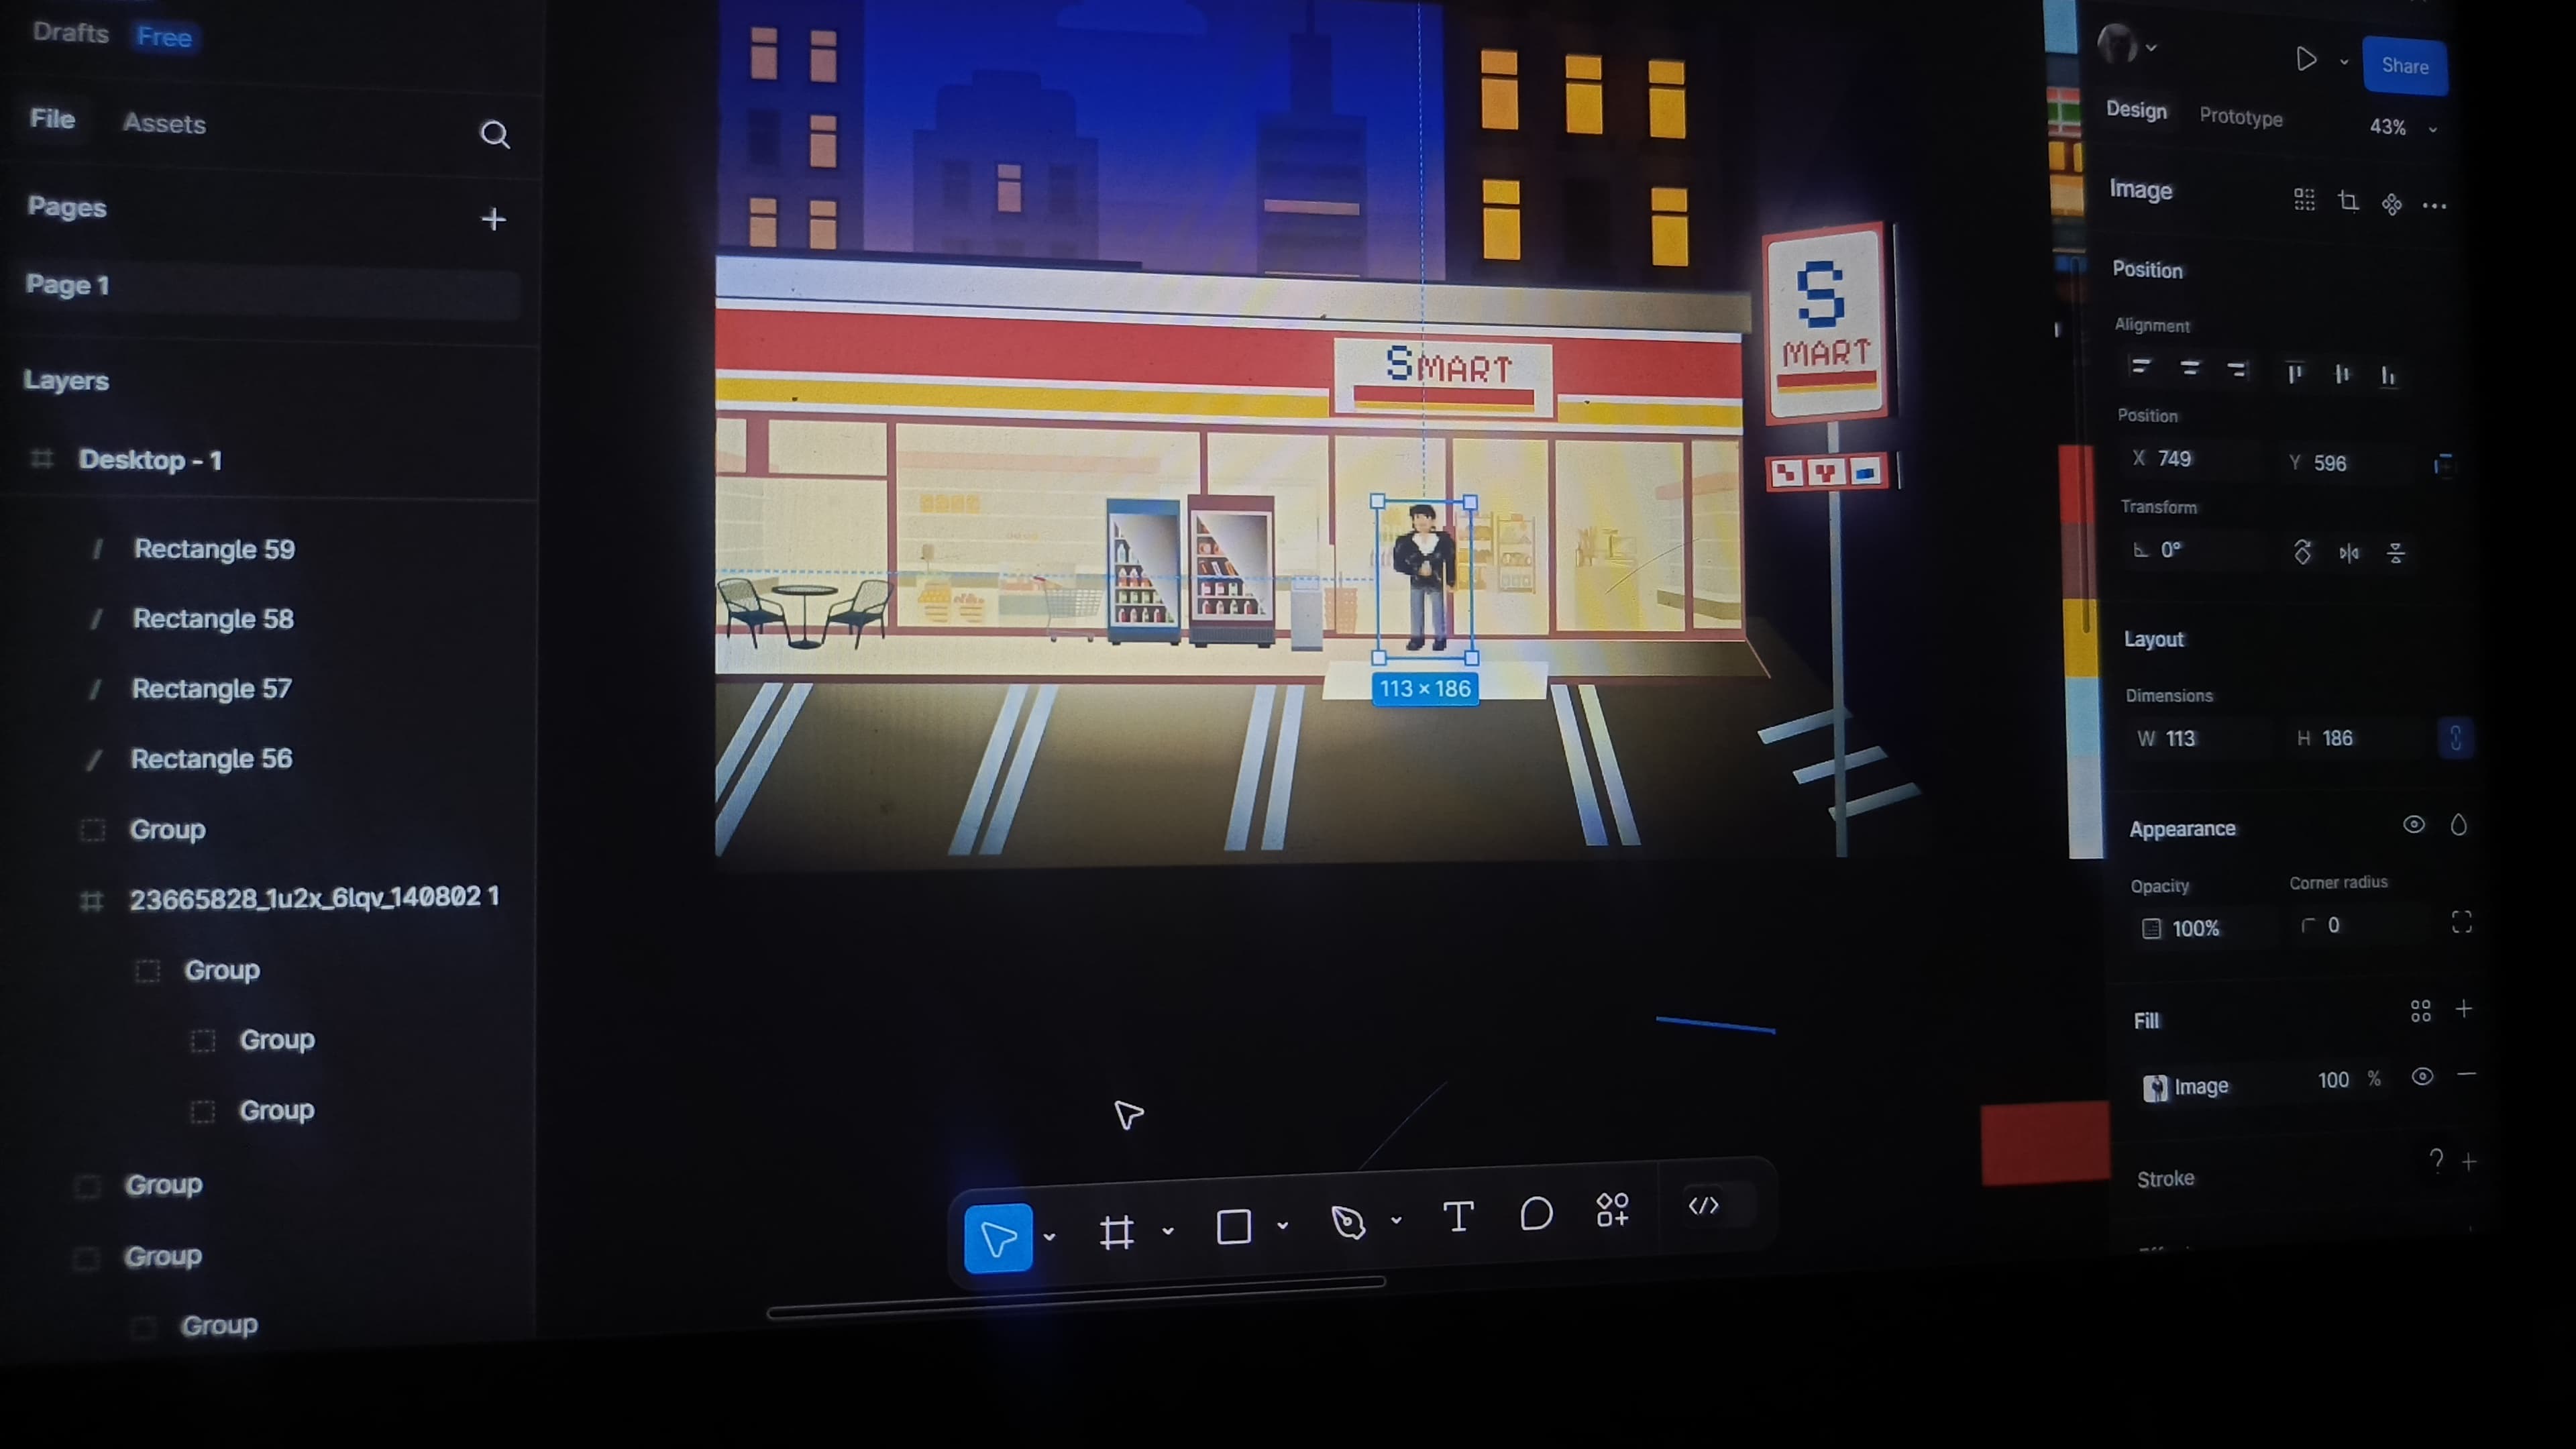 Drafts Free
File Assets
Pages
Page 1
Layers
Desktop - 1
Rectangle 59
Rectangle 58
Rectangle 57
Rectangle 56
Group
23665828_1u2x_6lqv_140802 1
Group
Group
Group
Group
Group
Group
SMART
S
MART
113 × 186
T
Share
Design Prototype 43%
Image
Position
Alignment
Position
X 749 Y 596
Transform
0°
Layout
Dimensions
W 113 H 186
Appearance
Opacity Corner radius
100% 0
Fill
Image 100 %
Stroke
?